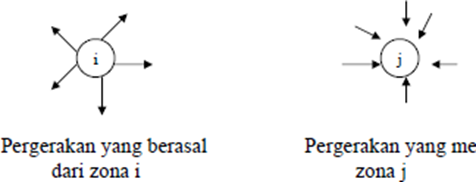 i
j
Pergerakan yang berasal
dari zona i
Pergerakan yang me
zona j